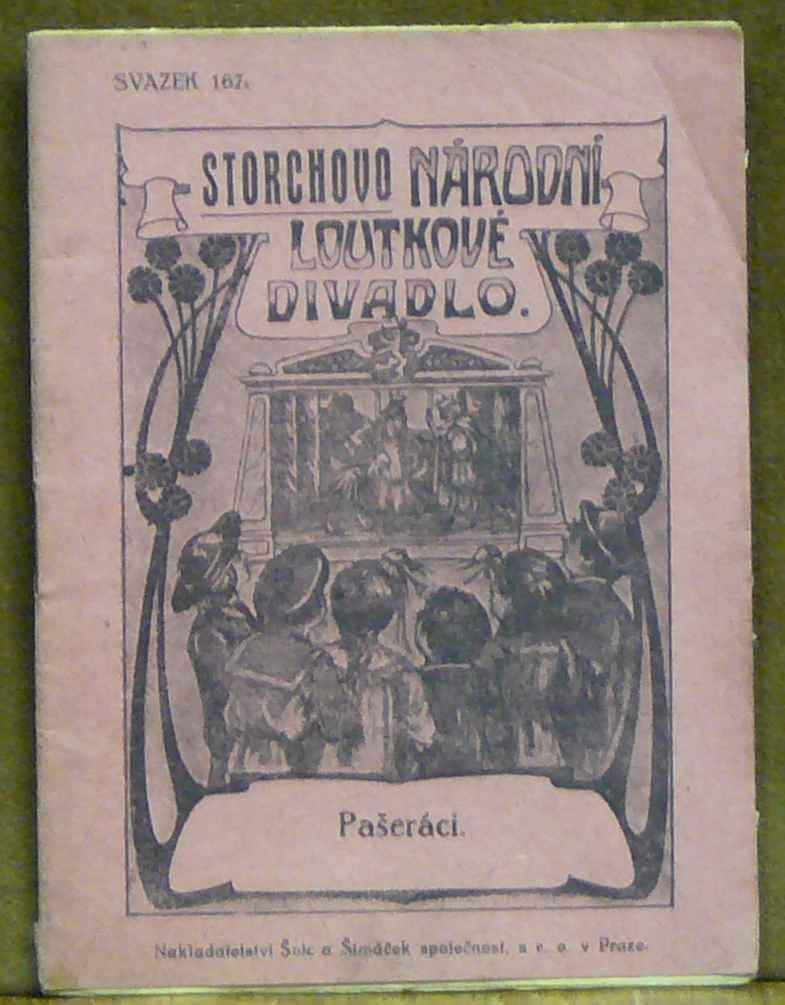 SVAZEK 167.
STORCHOVO NÁRODNÍ
LOUTKOVÉ
DIVADLO.
Pašeráci.
Nakladatelství Šolc a Šimáček společnost, s r. o. v Praze.